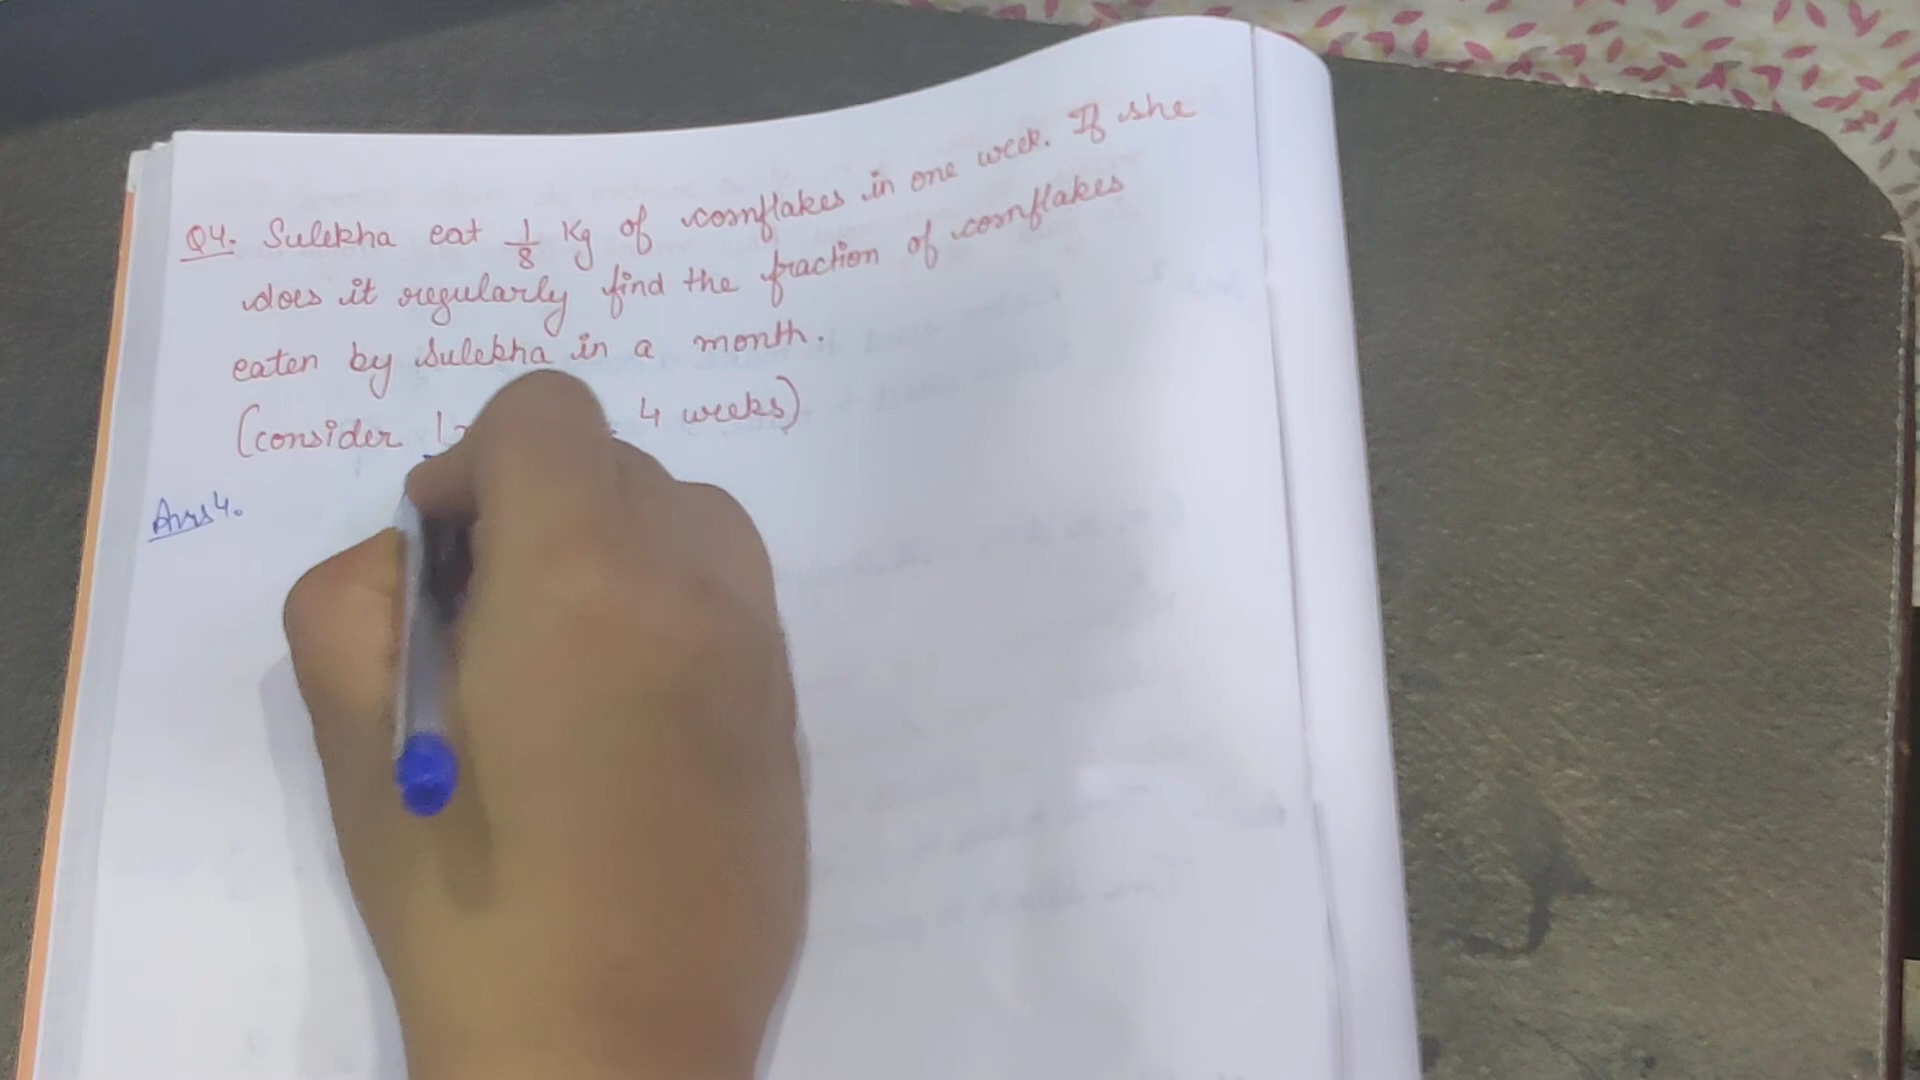 Q4. Sulekha eat 1/8 Kg of cornflakes in one week. If she
does it regularly find the fraction of cornflakes
eaten by Sulekha in a month.
(consider 1 4 weeks)
Ans4.